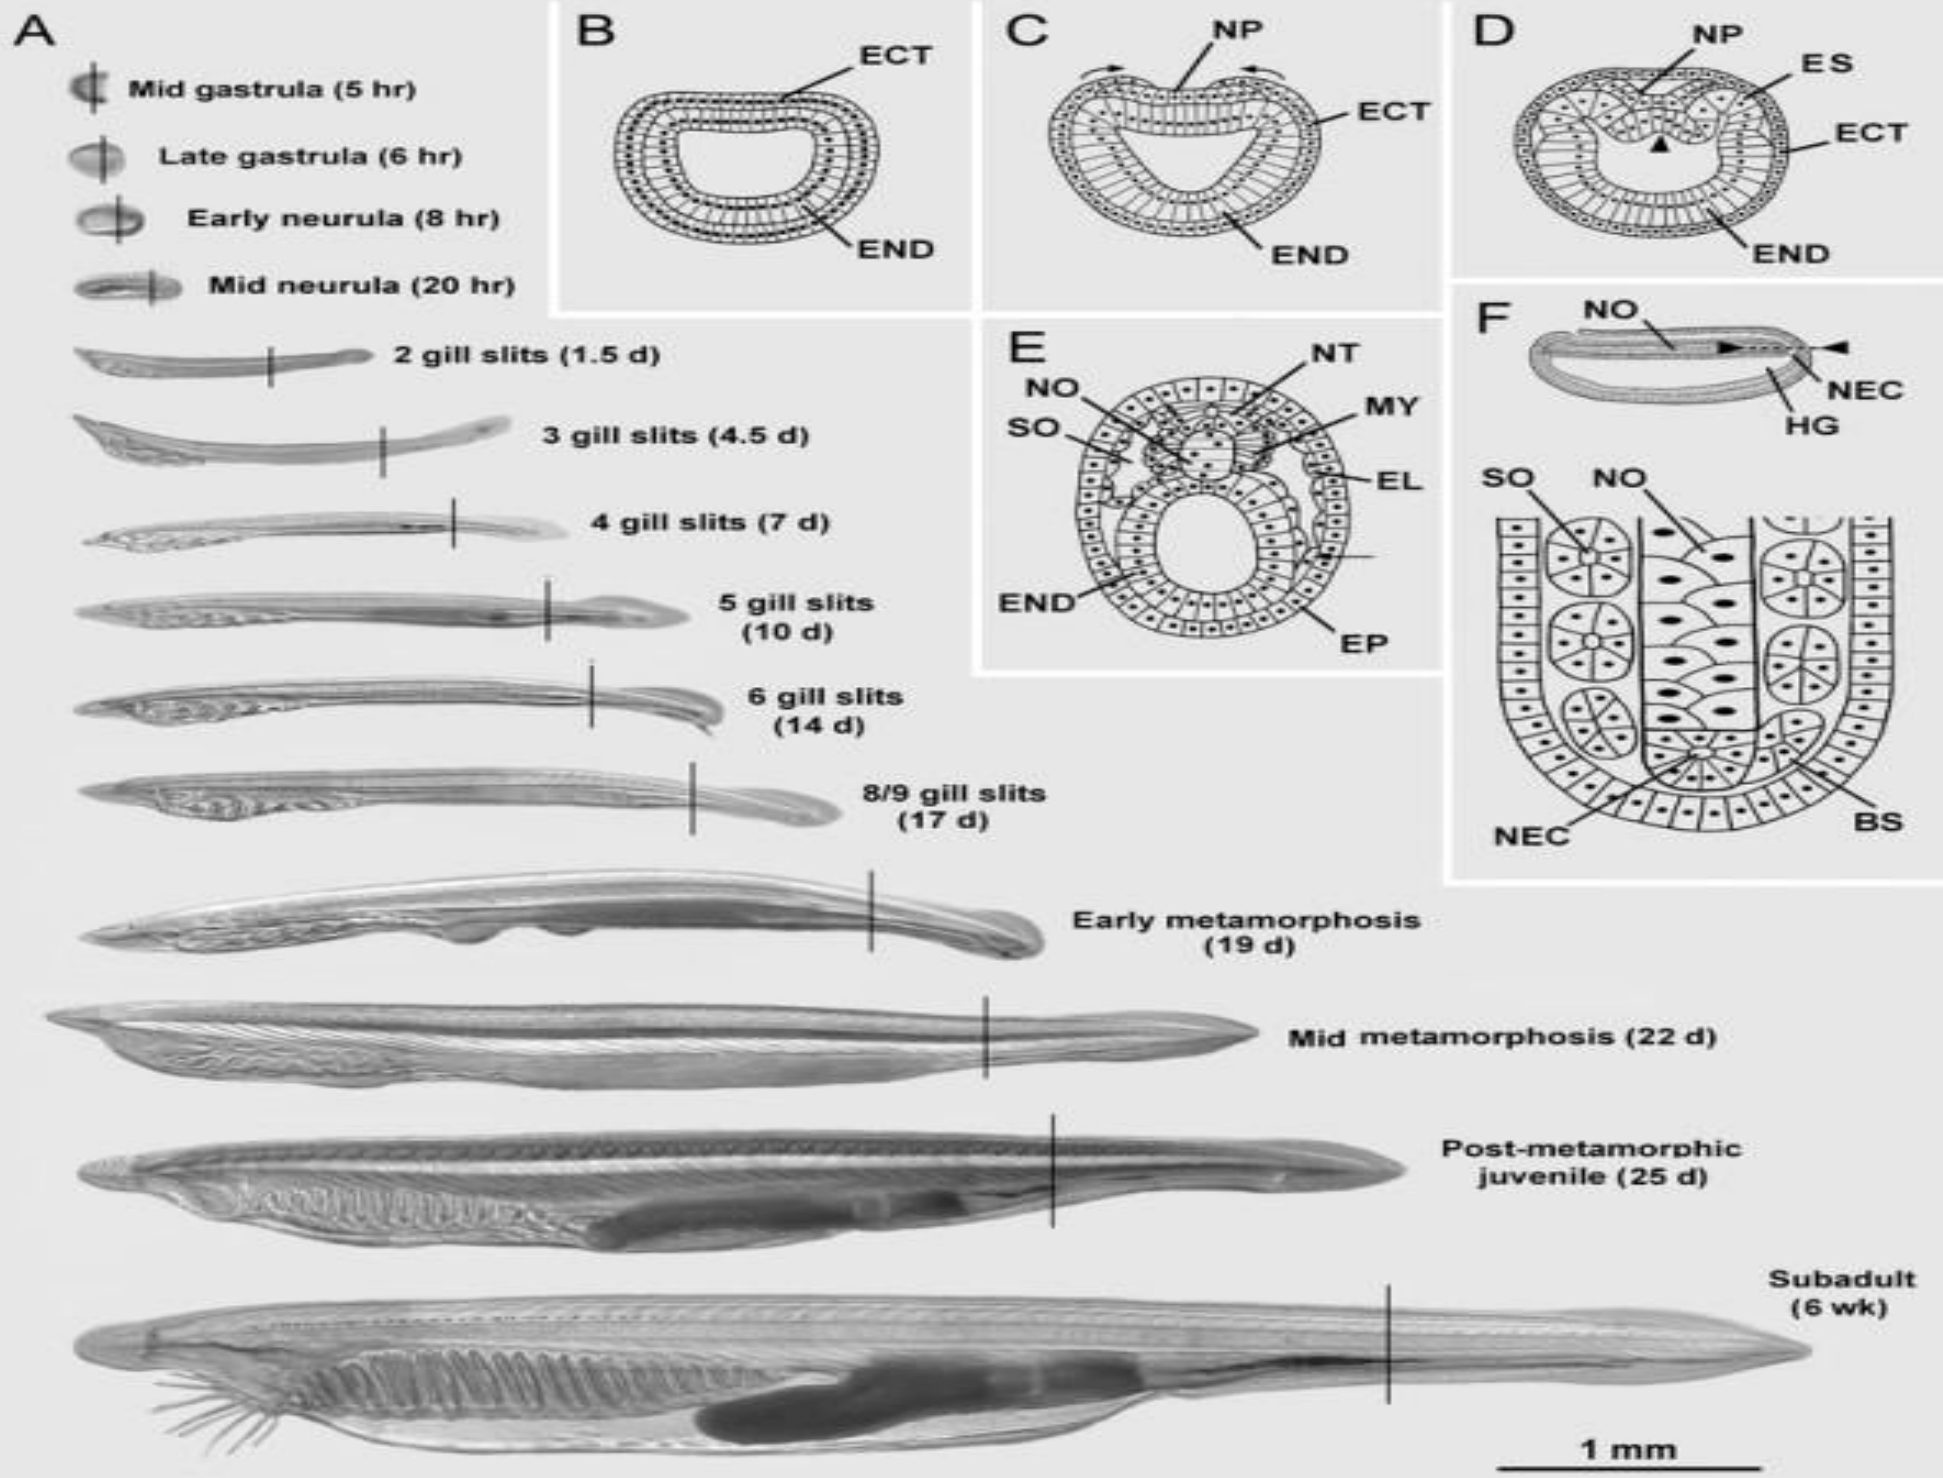 A
Mid gastrula (5 hr)
Late gastrula (6 hr)
Early neurula (8 hr)
Mid neurula (20 hr)
2 gill slits (1.5 d)
3 gill slits (4.5 d)
4 gill slits (7 d)
5 gill slits
(10 d)
6 gill slits
(14 d)
8/9 gill slits
(17 d)
Early metamorphosis
(19 d)
Mid metamorphosis (22 d)
Post-metamorphic
juvenile (25 d)
Subadult
(6 wk)
1 mm
B
ECT
END
C
NP
ECT
END
D
NP
ES
ECT
END
E
NT
NO
MY
SO
EL
END
EP
F
NO
NEC
HG
SO
NO
NEC
BS